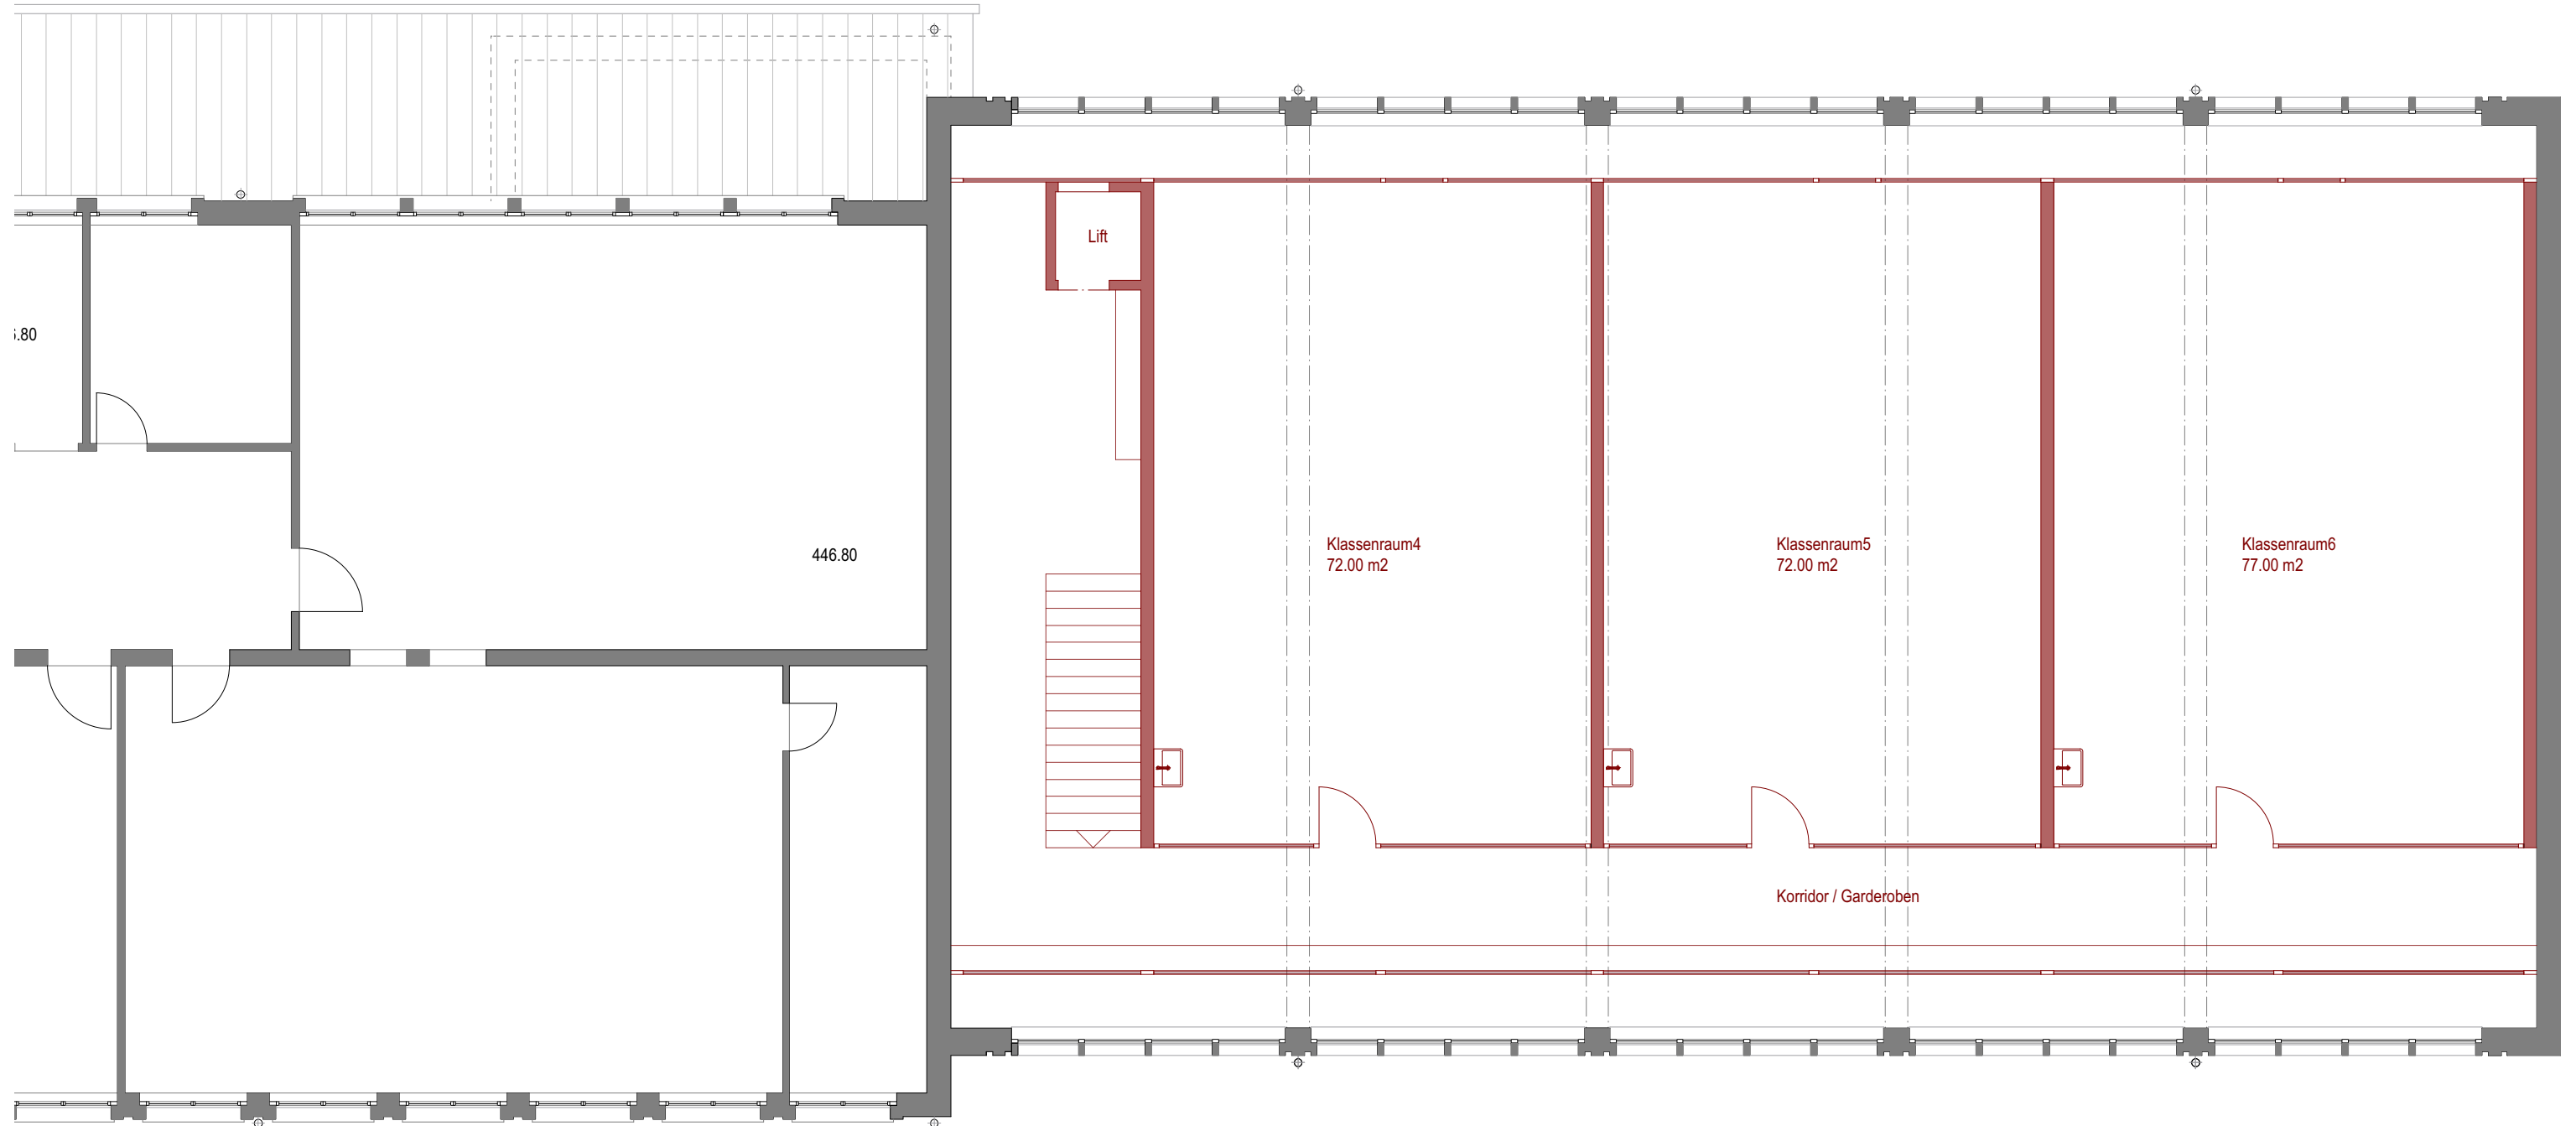 Lift
.80
446.80
Klassenraum4
72.00 m2
Klassenraum5
72.00 m2
Klassenraum6
77.00 m2
Korridor / Garderoben